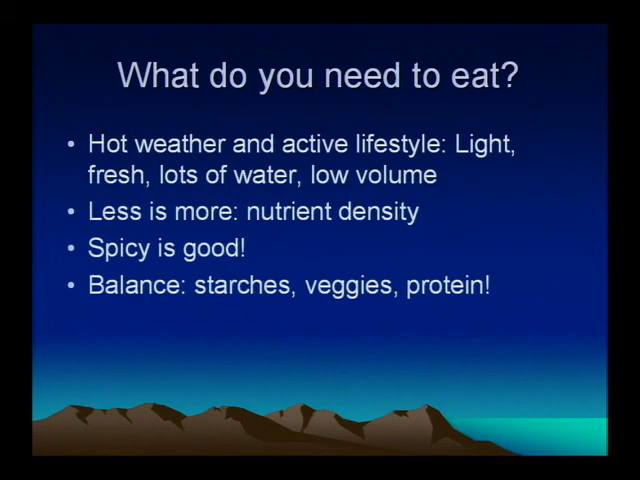 What do you need to eat?
• Hot weather and active lifestyle: Light,
fresh, lots of water, low volume
• Less is more: nutrient density
• Spicy is good!
• Balance: starches, veggies, protein!